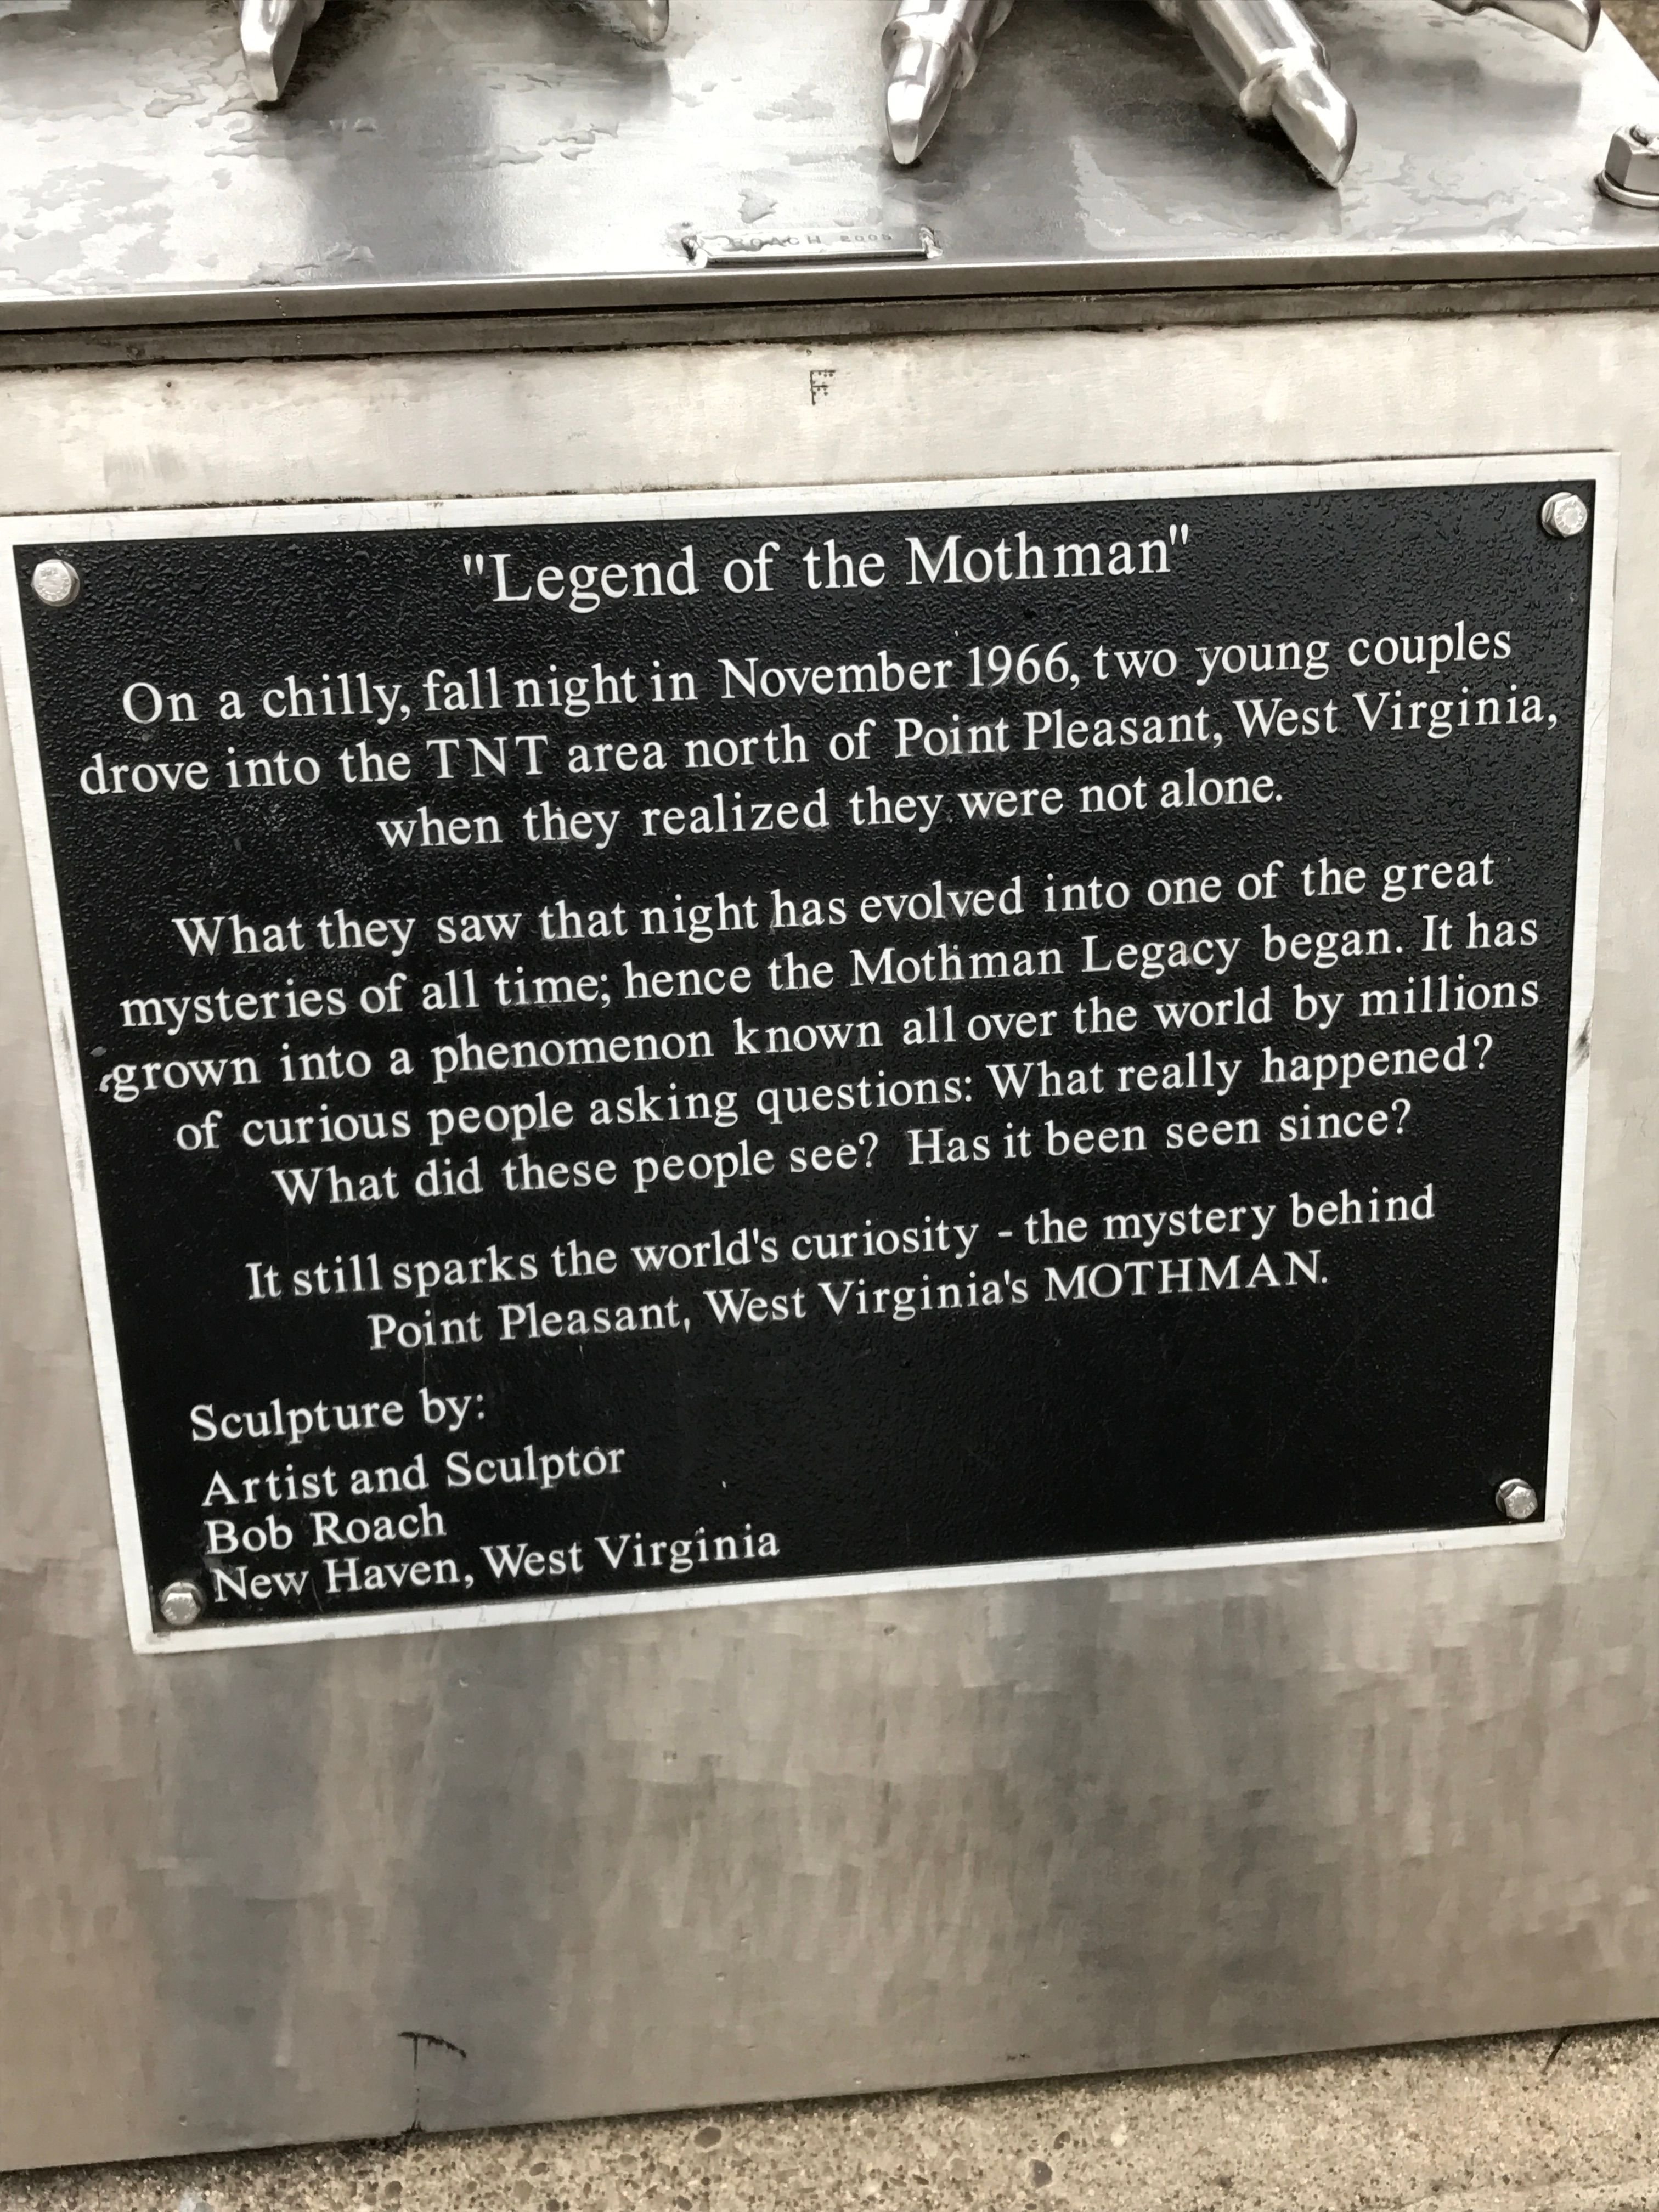 ROACH 2005
F
"Legend of the Mothman"
On a chilly, fall night in November 1966, two young couples
drove into the TNT area north of Point Pleasant, West Virginia,
when they realized they were not alone.
What they saw that night has evolved into one of the great
mysteries of all time; hence the Mothman Legacy began. It has
grown into a phenomenon known all over the world by millions
of curious people asking questions: What really happened?
What did these people see? Has it been seen since?
It still sparks the world's curiosity - the mystery behind
Point Pleasant, West Virginia's MOTHMAN.
Sculpture by:
Artist and Sculptor
Bob Roach
New Haven, West Virginia